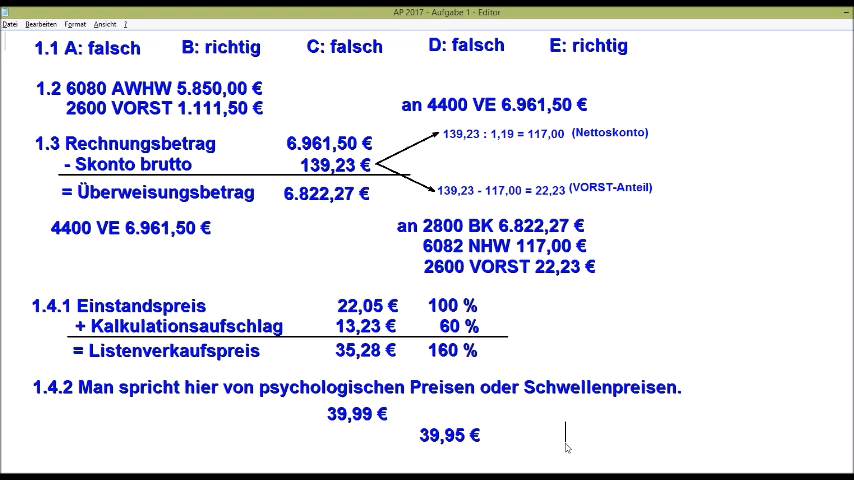 AP 2017 - Aufgabe 1 - Editor
Datei Bearbeiten Format Ansicht ?
1.1 A: falsch B: richtig C: falsch D: falsch E: richtig
1.2 6080 AWHW 5.850,00 €
2600 VORST 1.111,50 €
an 4400 VE 6.961,50 €
1.3 Rechnungsbetrag 6.961,50 €
139,23 : 1,19 = 117,00 (Nettoskonto)
- Skonto brutto 139,23 €
= Überweisungsbetrag 6.822,27 €
139,23 - 117,00 = 22,23 (VORST-Anteil)
4400 VE 6.961,50 € an 2800 BK 6.822,27 €
6082 NHW 117,00 €
2600 VORST 22,23 €
1.4.1 Einstandspreis 22,05 € 100 %
+ Kalkulationsaufschlag 13,23 € 60 %
= Listenverkaufspreis 35,28 € 160 %
1.4.2 Man spricht hier von psychologischen Preisen oder Schwellenpreisen.
39,99 €
39,95 €